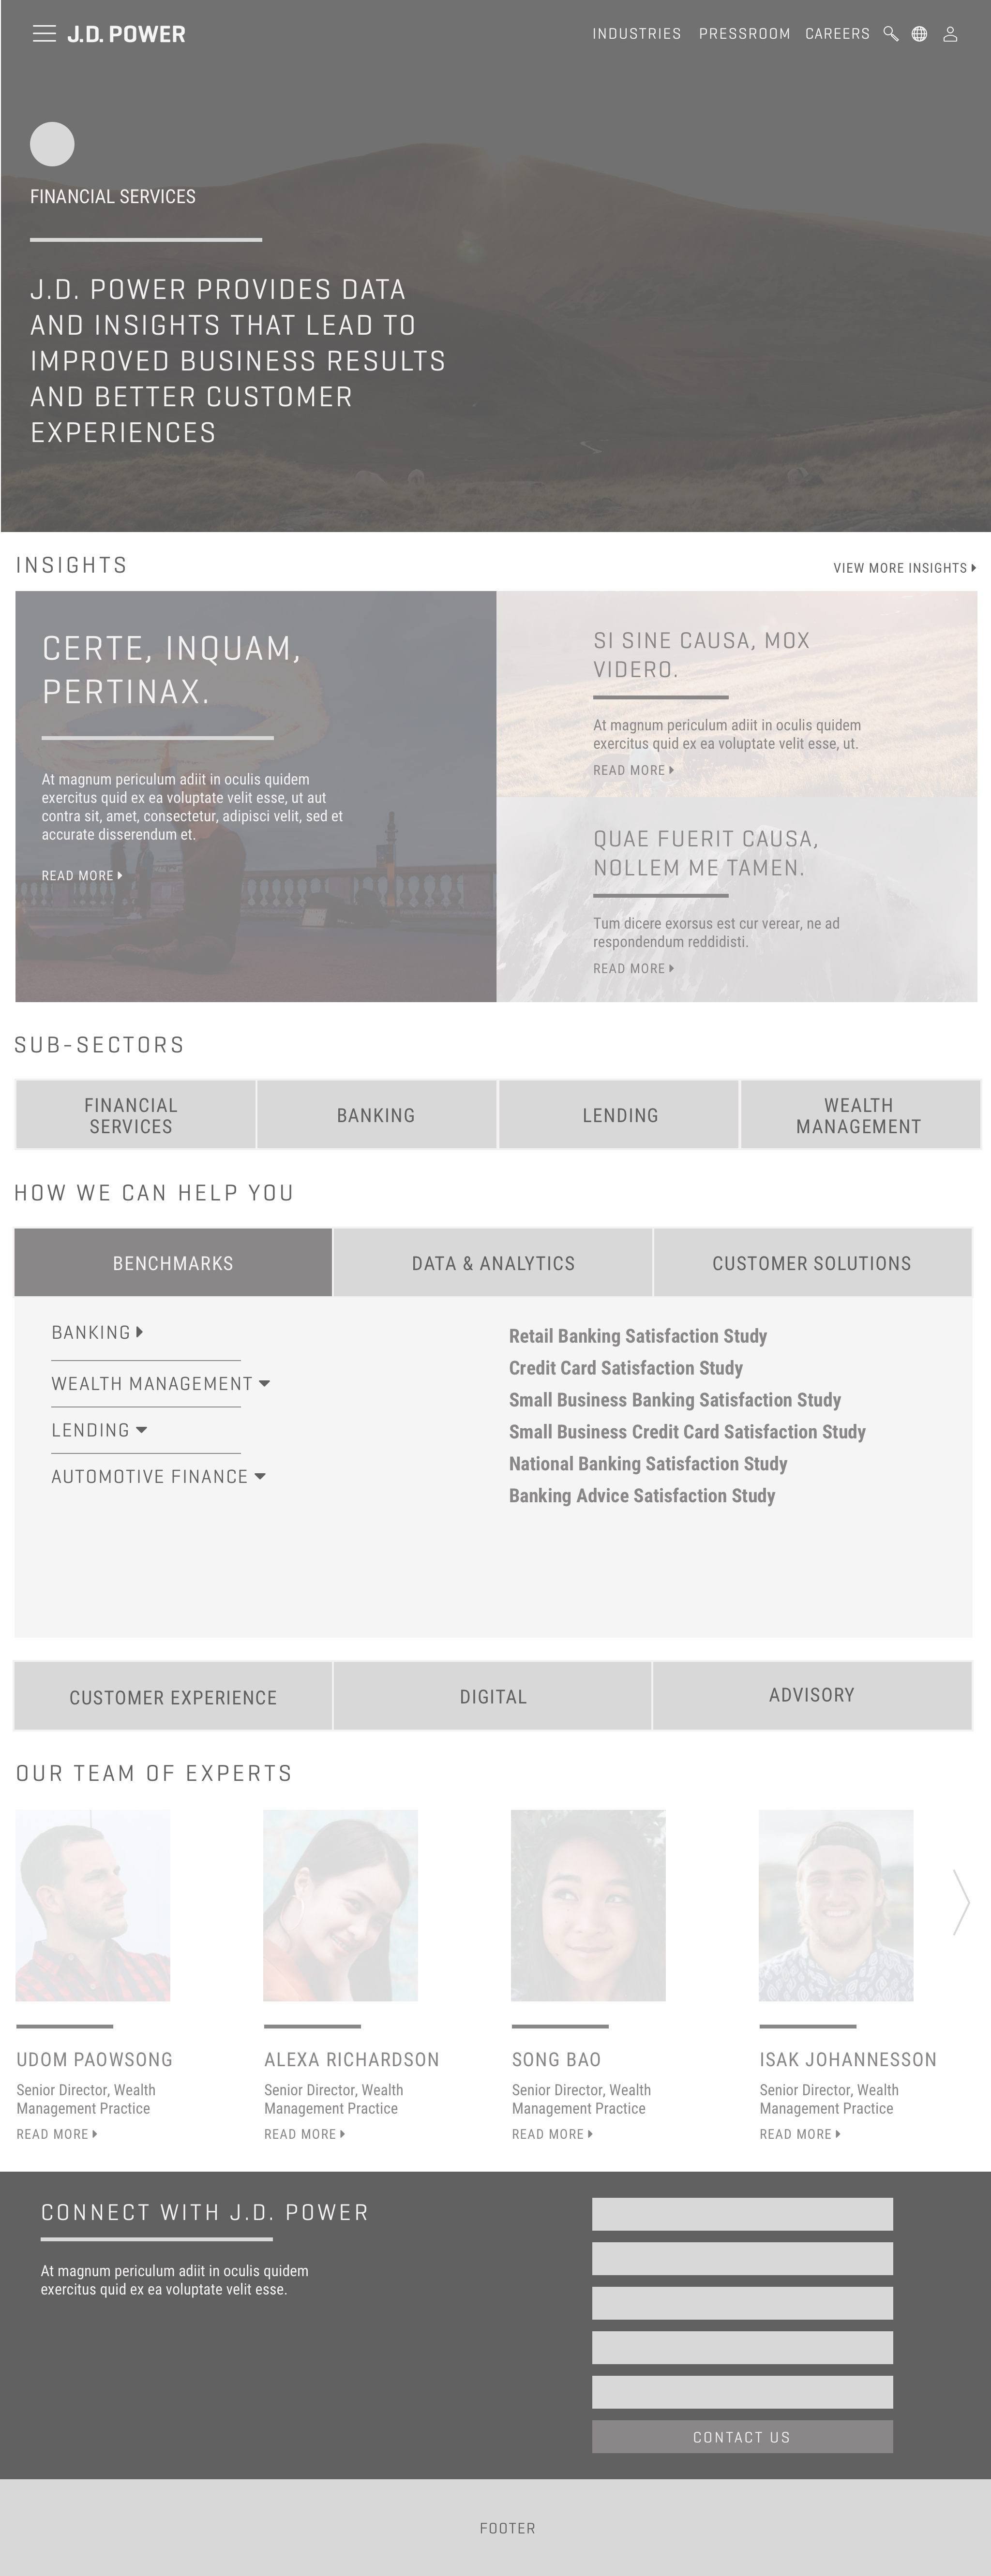 J.D. POWER
INDUSTRIES PRESSROOM CAREERS
FINANCIAL SERVICES
J.D. POWER PROVIDES DATA
AND INSIGHTS THAT LEAD TO
IMPROVED BUSINESS RESULTS
AND BETTER CUSTOMER
EXPERIENCES
INSIGHTS
VIEW MORE INSIGHTS
CERTE, INQUAM,
PERTINAX.
At magnum periculum adiit in oculis quidem
exercitus quid ex ea voluptate velit esse, ut aut
contra sit, amet, consectetur, adipisci velit, sed et
accurate disserendum et.
READ MORE
SI SINE CAUSA, MOX
VIDERO.
At magnum periculum adiit in oculis quidem
exercitus quid ex ea voluptate velit esse, ut.
READ MORE
QUAE FUERIT CAUSA,
NOLLEM ME TAMEN.
Tum dicere exorsus est cur verear, ne ad
respondendum reddidisti.
READ MORE
SUB-SECTORS
FINANCIAL
SERVICES
BANKING
LENDING
WEALTH
MANAGEMENT
HOW WE CAN HELP YOU
BENCHMARKS
DATA & ANALYTICS
CUSTOMER SOLUTIONS
BANKING
WEALTH MANAGEMENT
LENDING
AUTOMOTIVE FINANCE
Retail Banking Satisfaction Study
Credit Card Satisfaction Study
Small Business Banking Satisfaction Study
Small Business Credit Card Satisfaction Study
National Banking Satisfaction Study
Banking Advice Satisfaction Study
CUSTOMER EXPERIENCE
DIGITAL
ADVISORY
OUR TEAM OF EXPERTS
UDOM PAOWSONG
Senior Director, Wealth
Management Practice
READ MORE
ALEXA RICHARDSON
Senior Director, Wealth
Management Practice
READ MORE
SONG BAO
Senior Director, Wealth
Management Practice
READ MORE
ISAK JOHANNESSON
Senior Director, Wealth
Management Practice
READ MORE
CONNECT WITH J.D. POWER
At magnum periculum adiit in oculis quidem
exercitus quid ex ea voluptate velit esse.
CONTACT US
FOOTER